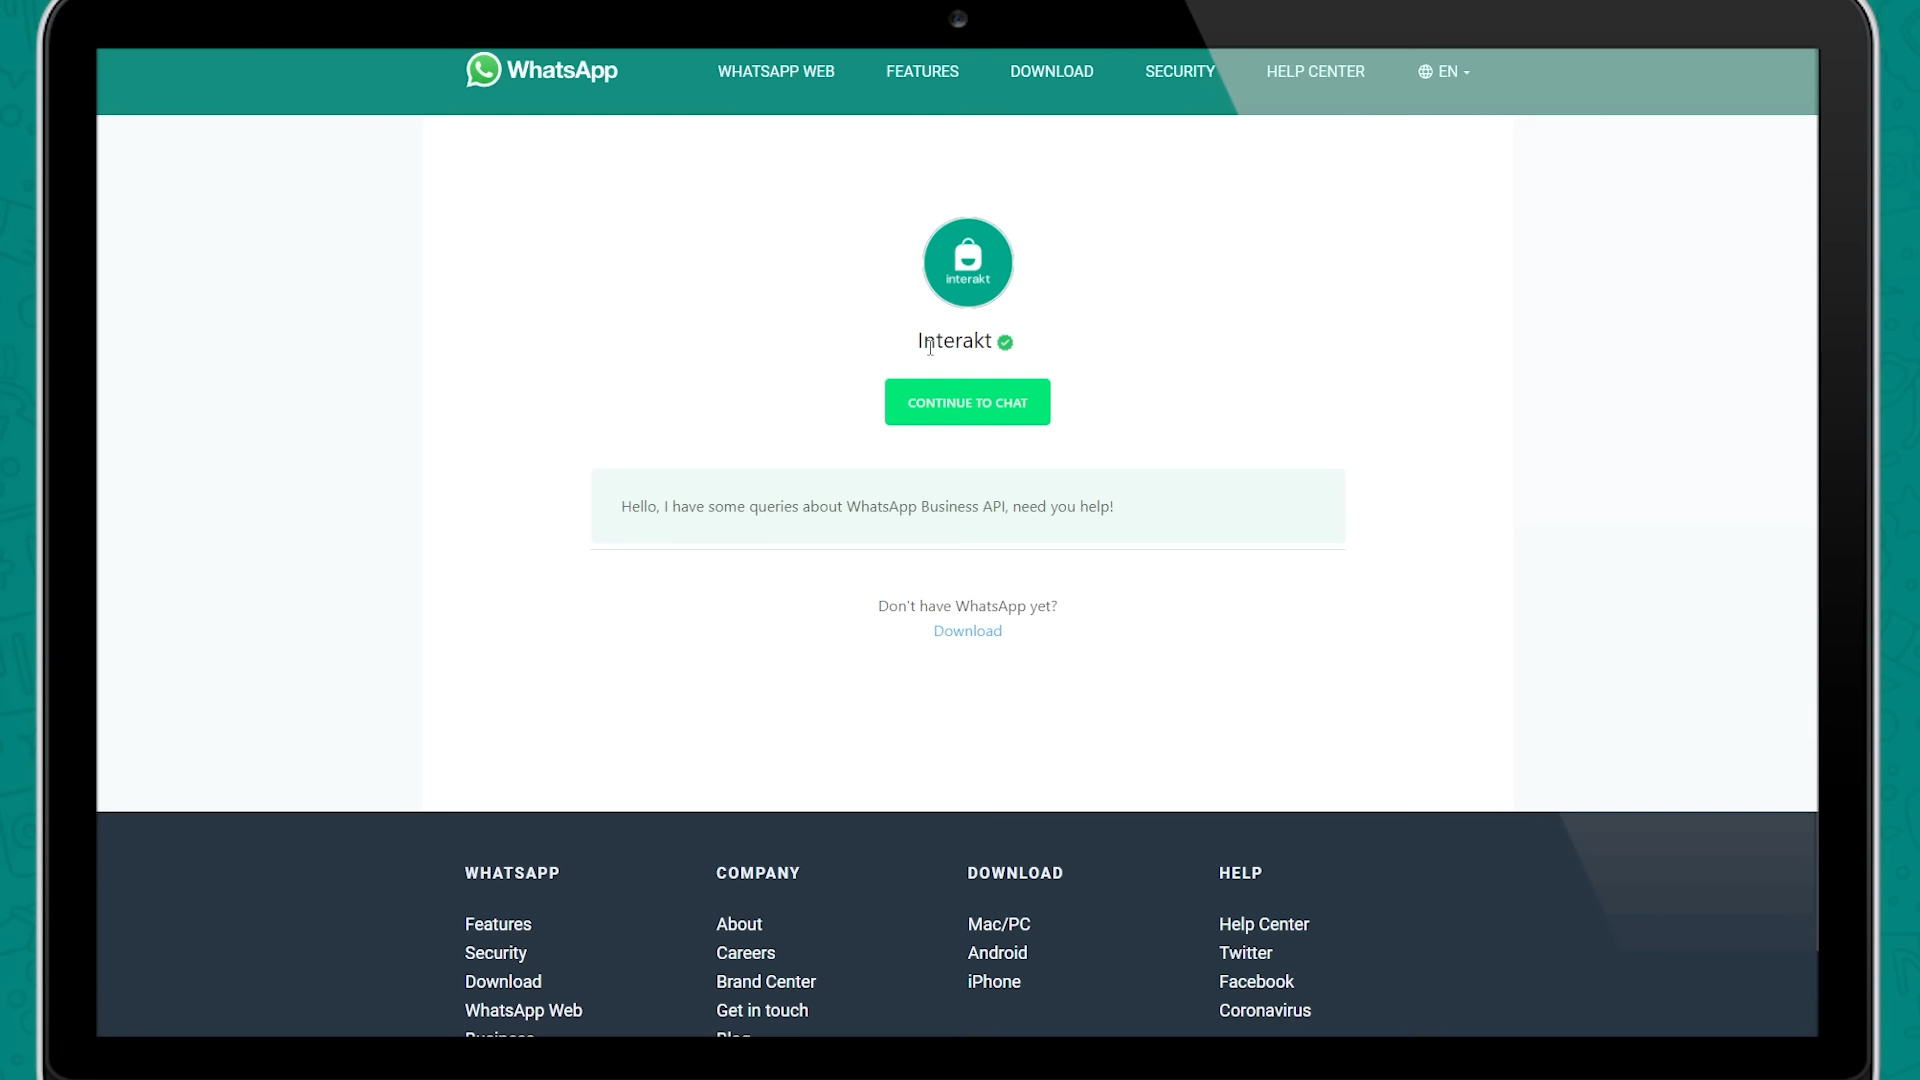 WhatsApp
WHATSAPP WEB FEATURES DOWNLOAD SECURITY HELP CENTER EN
interakt
Interakt
CONTINUE TO CHAT
Hello, I have some queries about WhatsApp Business API, need you help!
Don't have WhatsApp yet?
Download
WHATSAPP COMPANY DOWNLOAD HELP
Features About Mac/PC Help Center
Security Careers Android Twitter
Download Brand Center iPhone Facebook
WhatsApp Web Get in touch Coronavirus
Business Blog